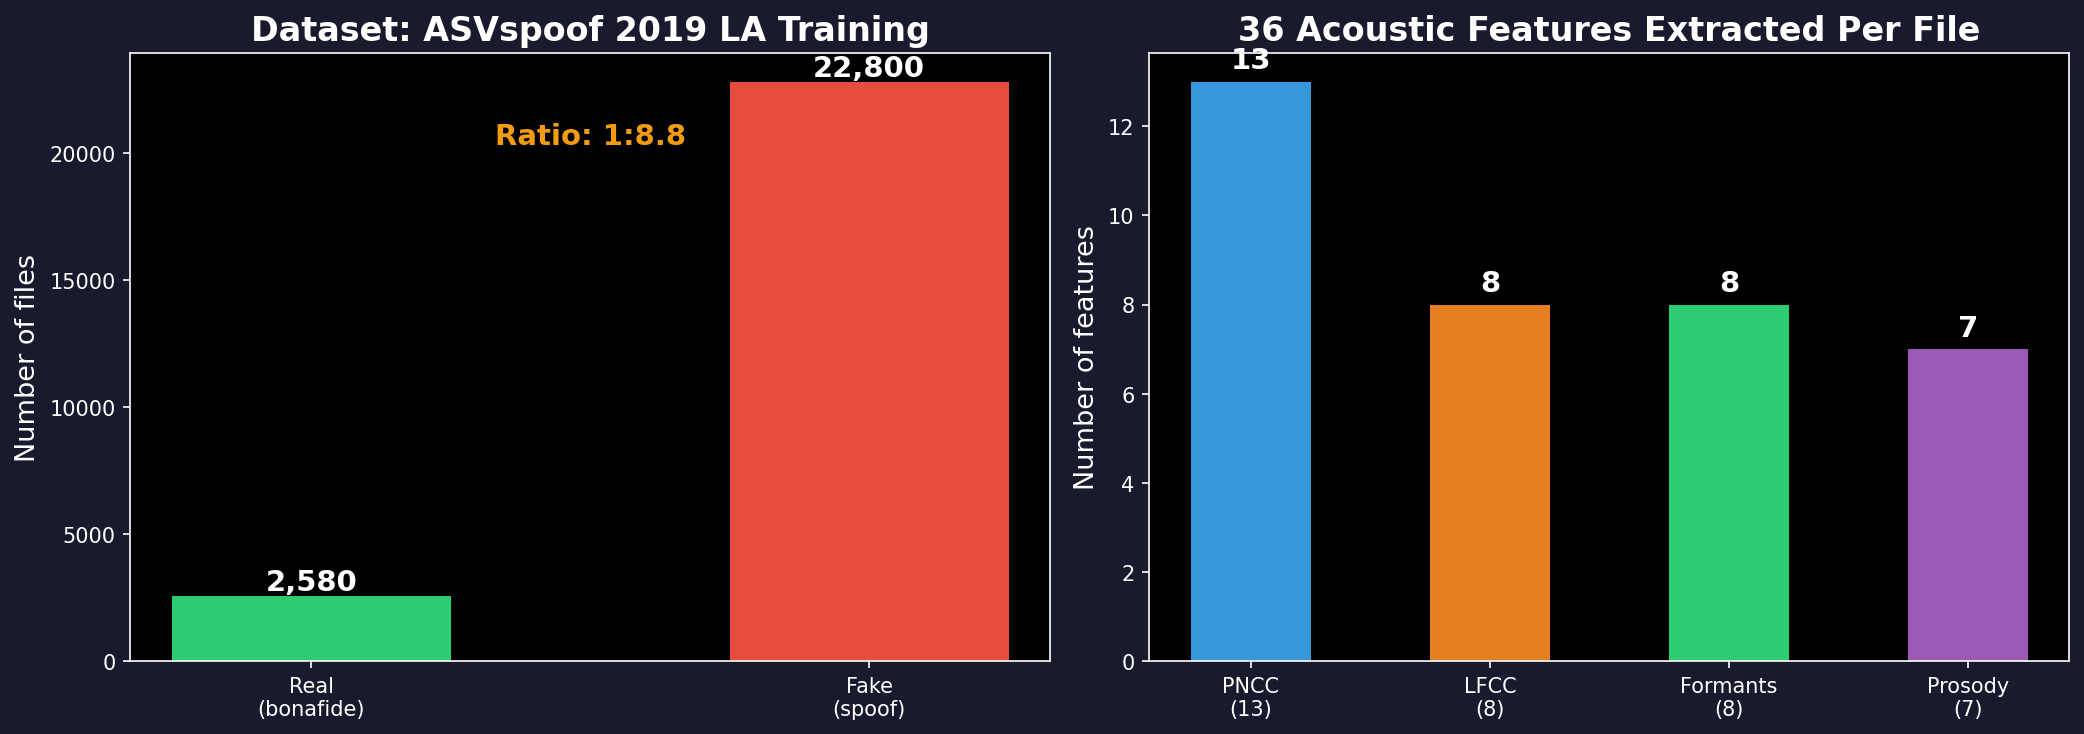 Dataset: ASVspoof 2019 LA Training
22,800
Ratio: 1:8.8
2,580
Number of files
20000
15000
10000
5000
0
Real
(bonafide)
Fake
(spoof)
36 Acoustic Features Extracted Per File
13
8
8
7
Number of features
12
10
8
6
4
2
0
PNCC
(13)
LFCC
(8)
Formants
(8)
Prosody
(7)